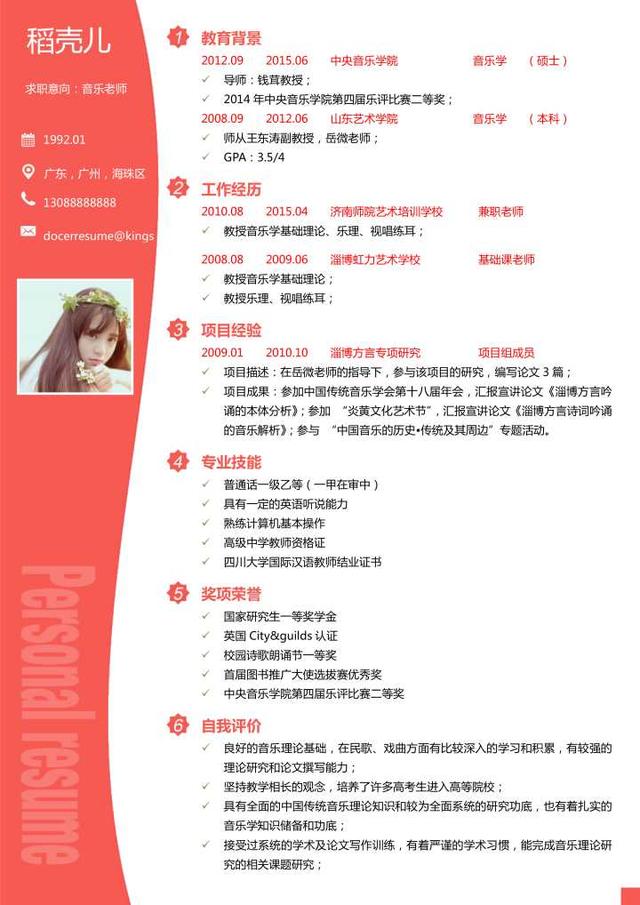 稻壳儿
求职意向：音乐老师
1992.01
广东，广州，海珠区
13088888888
docerresume@kings
Personal resume
1 教育背景
2012.09 2015.06 中央音乐学院 音乐学 （硕士）
导师：钱茸教授；
2014 年中央音乐学院第四届乐评比赛二等奖；
2008.09 2012.06 山东艺术学院 音乐学 （本科）
师从王东涛副教授，岳微老师；
GPA：3.5/4
2 工作经历
2010.08 2015.04 济南师院艺术培训学校 兼职老师
教授音乐学基础理论、乐理、视唱练耳；
2008.08 2009.06 淄博虹力艺术学校 基础课老师
教授音乐学基础理论；
教授乐理、视唱练耳；
3 项目经验
2009.01 2010.10 淄博方言专项研究 项目组成员
项目描述：在岳微老师的指导下，参与该项目的研究，编写论文 3 篇；
项目成果：参加中国传统音乐学会第十八届年会，汇报宣讲论文《淄博方言吟
诵的本体分析》；参加 “炎黄文化艺术节”，汇报宣讲论文《淄博方言诗词吟诵
的音乐解析》；参与 “中国音乐的历史•传统及其周边”专题活动。
4 专业技能
普通话一级乙等（一甲在审中）
具有一定的英语听说能力
熟练计算机基本操作
高级中学教师资格证
四川大学国际汉语教师结业证书
5 奖项荣誉
国家研究生一等奖学金
英国 City&guilds 认证
校园诗歌朗诵节一等奖
首届图书推广大使选拔赛优秀奖
中央音乐学院第四届乐评比赛二等奖
6 自我评价
良好的音乐理论基础，在民歌、戏曲方面有比较深入的学习和积累，有较强的
理论研究和论文撰写能力；
坚持教学相长的观念，培养了许多高考生进入高等院校；
具有全面的中国传统音乐理论知识和较为全面系统的研究功底，也有着扎实的
音乐学知识储备和功底；
接受过系统的学术及论文写作训练，有着严谨的学术习惯，能完成音乐理论研
究的相关课题研究；